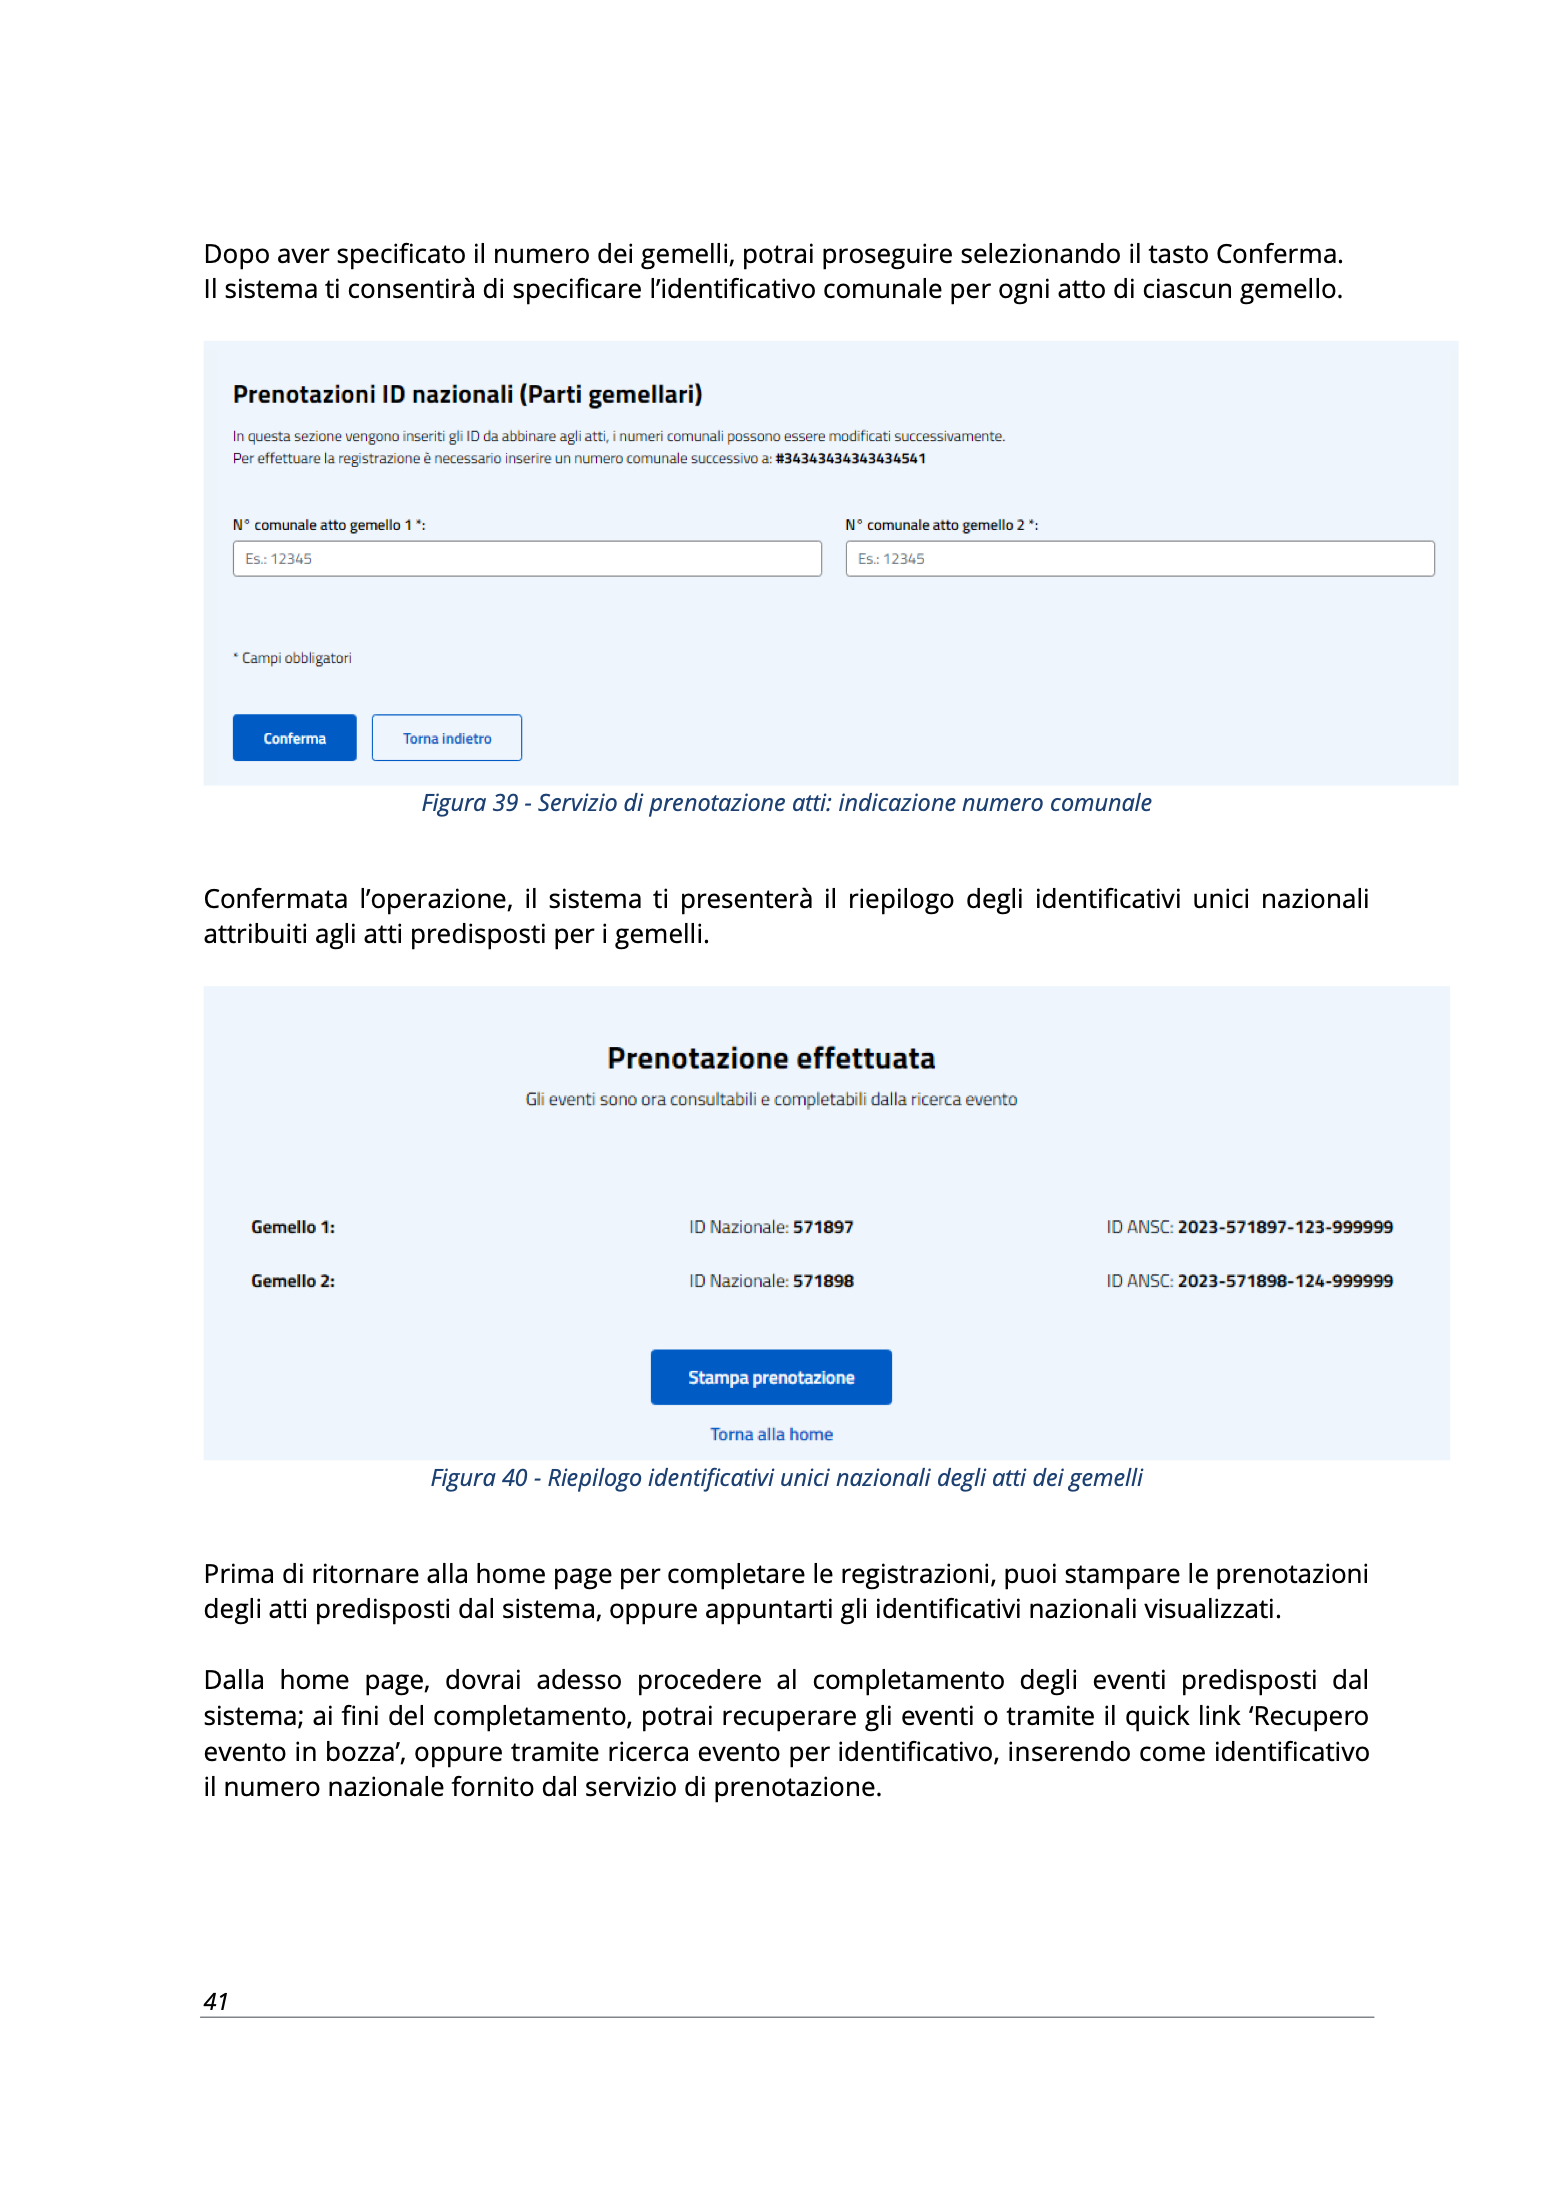 Dopo aver specificato il numero dei gemelli, potrai proseguire selezionando il tasto Conferma.
Il sistema ti consentirà di specificare l’identificativo comunale per ogni atto di ciascun gemello.
Prenotazioni ID nazionali (Parti gemellari)
In questa sezione vengono inseriti gli ID da abbinare agli atti, i numeri comunali possono essere modificati successivamente.
Per effettuare la registrazione è necessario inserire un numero comunale successivo a: #34343434343434541
N° comunale atto gemello 1 *: N° comunale atto gemello 2 *:
Es.: 12345 Es.: 12345
* Campi obbligatori
Conferma Torna indietro
Figura 39 - Servizio di prenotazione atti: indicazione numero comunale
Confermata l’operazione, il sistema ti presenterà il riepilogo degli identificativi unici nazionali
attribuiti agli atti predisposti per i gemelli.
Prenotazione effettuata
Gli eventi sono ora consultabili e completabili dalla ricerca evento
Gemello 1: ID Nazionale: 571897 ID ANSC: 2023-571897-123-999999
Gemello 2: ID Nazionale: 571898 ID ANSC: 2023-571898-124-999999
Stampa prenotazione
Torna alla home
Figura 40 - Riepilogo identificativi unici nazionali degli atti dei gemelli
Prima di ritornare alla home page per completare le registrazioni, puoi stampare le prenotazioni
degli atti predisposti dal sistema, oppure appuntarti gli identificativi nazionali visualizzati.
Dalla home page, dovrai adesso procedere al completamento degli eventi predisposti dal
sistema; ai fini del completamento, potrai recuperare gli eventi o tramite il quick link ‘Recupero
evento in bozza’, oppure tramite ricerca evento per identificativo, inserendo come identificativo
il numero nazionale fornito dal servizio di prenotazione.
41